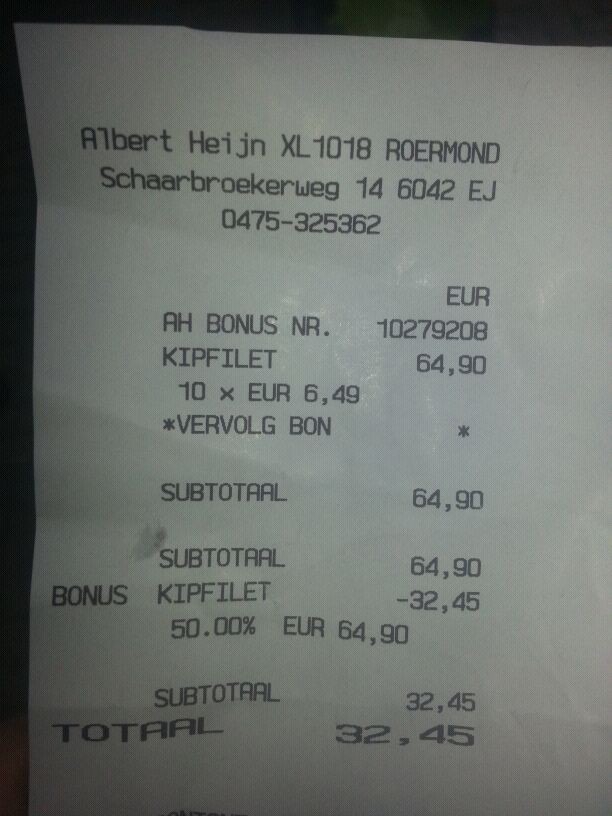 Albert Heijn XL1018 ROERMOND
Schaarbroekerweg 14 6042 EJ
0475-325362
EUR
AH BONUS NR. 10279208
KIPFILET 64,90
10 x EUR 6,49
*VERVOLG BON *
SUBTOTAAL 64,90
SUBTOTAAL 64,90
BONUS KIPFILET -32,45
50.00% EUR 64,90
SUBTOTAAL 32,45
TOTAAL 32,45